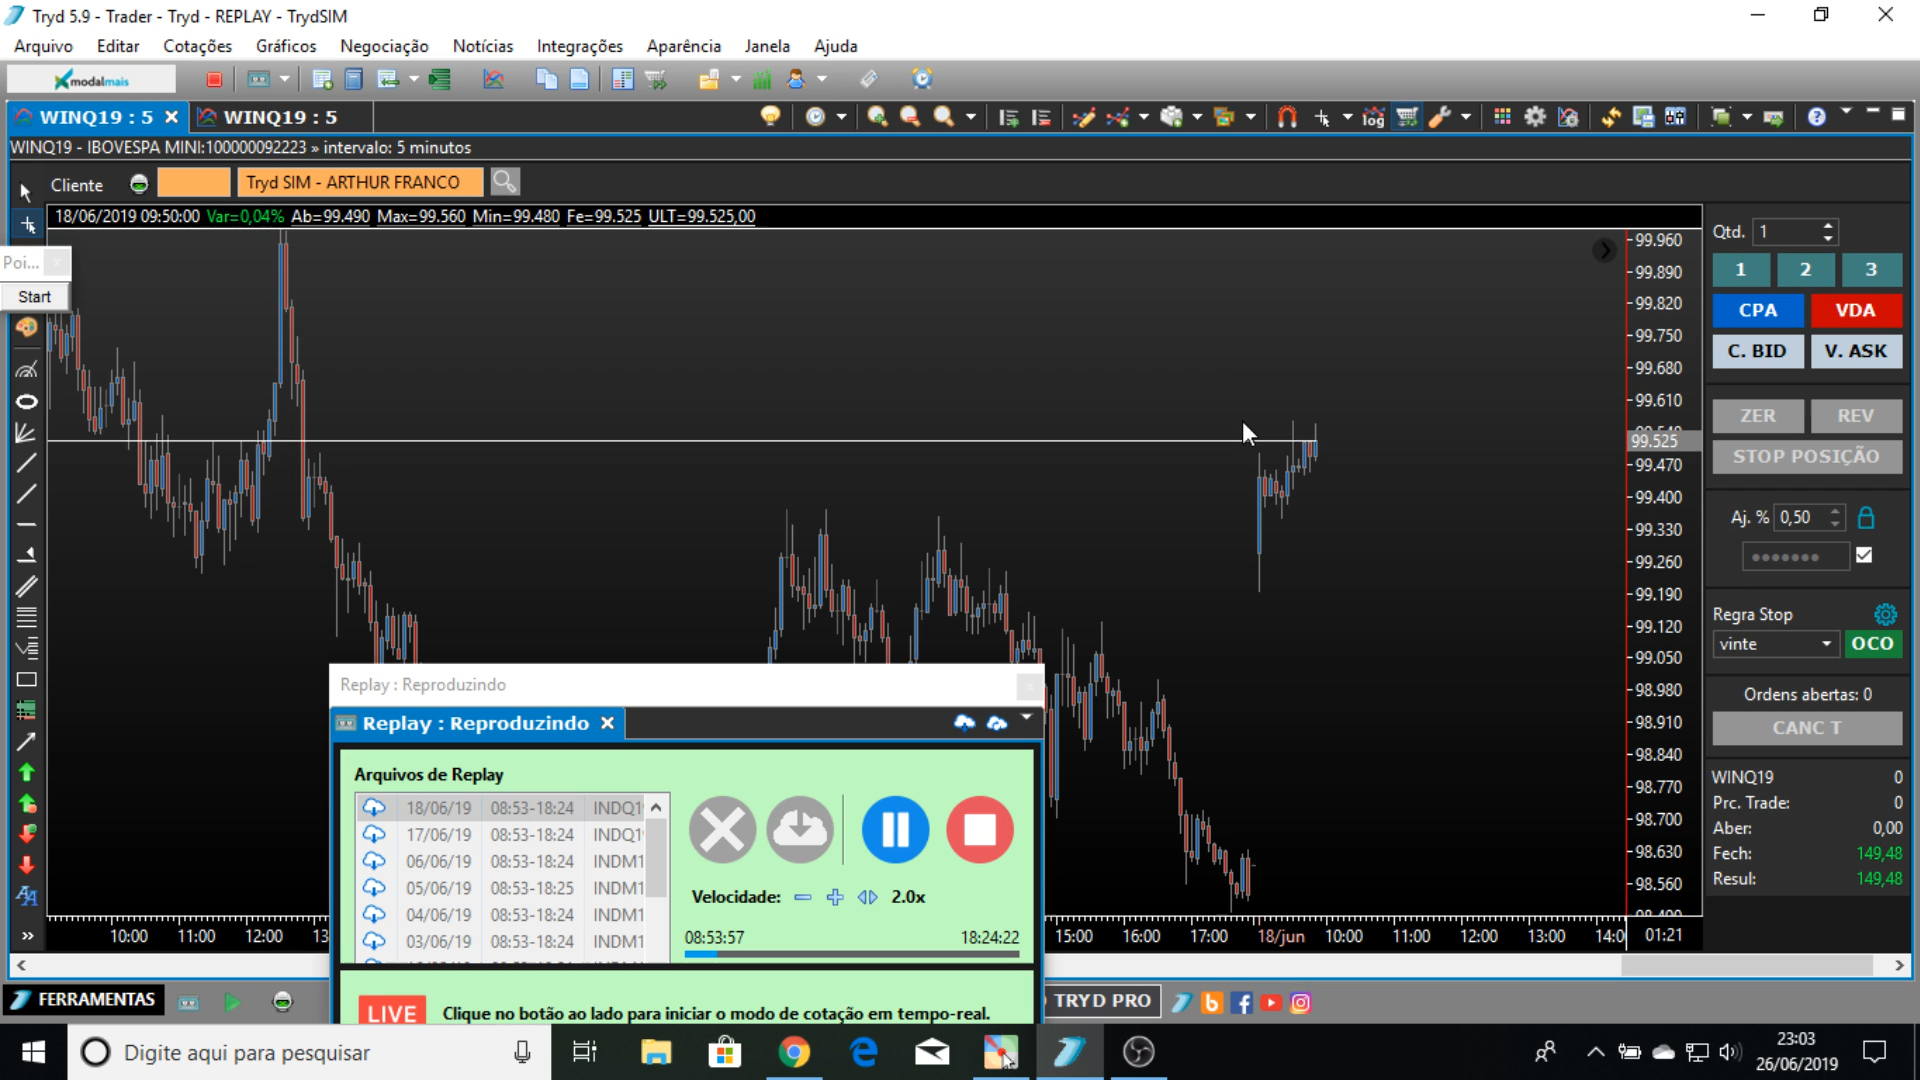 Tryd 5.9 - Trader - Tryd - REPLAY - TrydSIM
Arquivo Editar Cotações Gráficos Negociação Notícias Integrações Aparência Janela Ajuda
modalmais
WINQ19 : 5 WINQ19 : 5
log
WINQ19 - IBOVESPA MINI:100000092223 » intervalo: 5 minutos
Cliente Tryd SIM - ARTHUR FRANCO
18/06/2019 09:50:00 Var=0,04% Ab=99.490 Max=99.560 Min=99.480 Fe=99.525 ULT=99.525,00
Poi...
Start
99.960
99.890
99.820
99.750
99.680
99.610
99.525
99.470
99.400
99.330
99.260
99.190
99.120
99.050
98.980
98.910
98.840
98.770
98.700
98.630
98.560
Qtd. 1
1 2 3
CPA VDA
C. BID V. ASK
ZER REV
STOP POSIÇÃO
Aj. % 0,50
Regra Stop
vinte OCO
Ordens abertas: 0
CANC T
WINQ19 0
Prc. Trade: 0
Aber: 0,00
Fech: 149,48
Resul: 149,48
10:00 11:00 12:00 13 15:00 16:00 17:00 18/jun 10:00 11:00 12:00 13:00 14:0 01:21
Replay : Reproduzindo
Replay : Reproduzindo
Arquivos de Replay
18/06/19 08:53-18:24 INDQ1
17/06/19 08:53-18:24 INDQ1
06/06/19 08:53-18:24 INDM1
05/06/19 08:53-18:25 INDM1
04/06/19 08:53-18:24 INDM1
03/06/19 08:53-18:24 INDM1
Velocidade: 2.0x
08:53:57 18:24:22
LIVE Clique no botão ao lado para iniciar o modo de cotação em tempo-real.
FERRAMENTAS
TRYD PRO
Digite aqui para pesquisar
23:03
26/06/2019